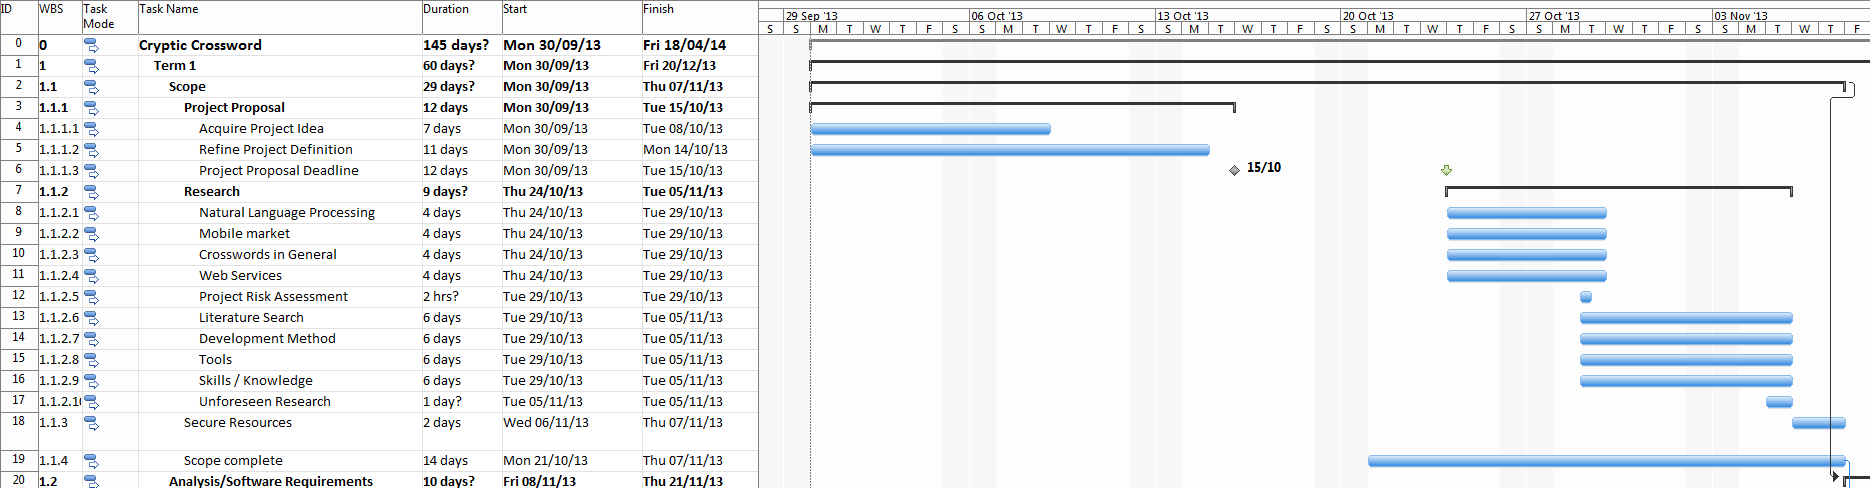 ID WBS Task Mode Task Name Duration Start Finish
29 Sep '13 06 Oct '13 13 Oct '13 20 Oct '13 27 Oct '13 03 Nov '13
S S M T W T F S S M T W T F S S M T W T F S S M T W T F S S M T W T F S S M T W T F
0 0 Cryptic Crossword 145 days? Mon 30/09/13 Fri 18/04/14
1 1 Term 1 60 days? Mon 30/09/13 Fri 20/12/13
2 1.1 Scope 29 days? Mon 30/09/13 Thu 07/11/13
3 1.1.1 Project Proposal 12 days Mon 30/09/13 Tue 15/10/13
4 1.1.1.1 Acquire Project Idea 7 days Mon 30/09/13 Tue 08/10/13
5 1.1.1.2 Refine Project Definition 11 days Mon 30/09/13 Mon 14/10/13
6 1.1.1.3 Project Proposal Deadline 12 days Mon 30/09/13 Tue 15/10/13 15/10
7 1.1.2 Research 9 days? Thu 24/10/13 Tue 05/11/13
8 1.1.2.1 Natural Language Processing 4 days Thu 24/10/13 Tue 29/10/13
9 1.1.2.2 Mobile market 4 days Thu 24/10/13 Tue 29/10/13
10 1.1.2.3 Crosswords in General 4 days Thu 24/10/13 Tue 29/10/13
11 1.1.2.4 Web Services 4 days Thu 24/10/13 Tue 29/10/13
12 1.1.2.5 Project Risk Assessment 2 hrs? Tue 29/10/13 Tue 29/10/13
13 1.1.2.6 Literature Search 6 days Tue 29/10/13 Tue 05/11/13
14 1.1.2.7 Development Method 6 days Tue 29/10/13 Tue 05/11/13
15 1.1.2.8 Tools 6 days Tue 29/10/13 Tue 05/11/13
16 1.1.2.9 Skills / Knowledge 6 days Tue 29/10/13 Tue 05/11/13
17 1.1.2.10 Unforeseen Research 1 day? Tue 05/11/13 Tue 05/11/13
18 1.1.3 Secure Resources 2 days Wed 06/11/13 Thu 07/11/13
19 1.1.4 Scope complete 14 days Mon 21/10/13 Thu 07/11/13
20 1.2 Analysis/Software Requirements 10 days? Fri 08/11/13 Thu 21/11/13